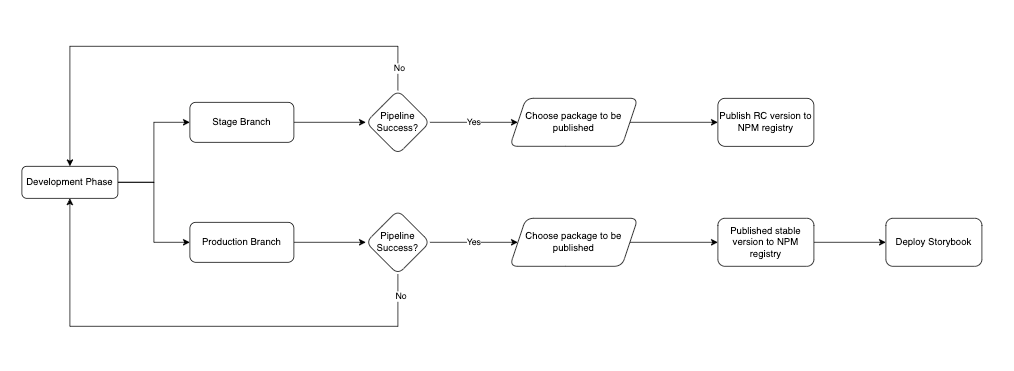 No
Stage Branch
Pipeline
Success?
Yes
Choose package to be
published
Publish RC version to
NPM registry
Development Phase
Production Branch
Pipeline
Success?
Yes
Choose package to be
published
Published stable
version to NPM
registry
Deploy Storybook
No